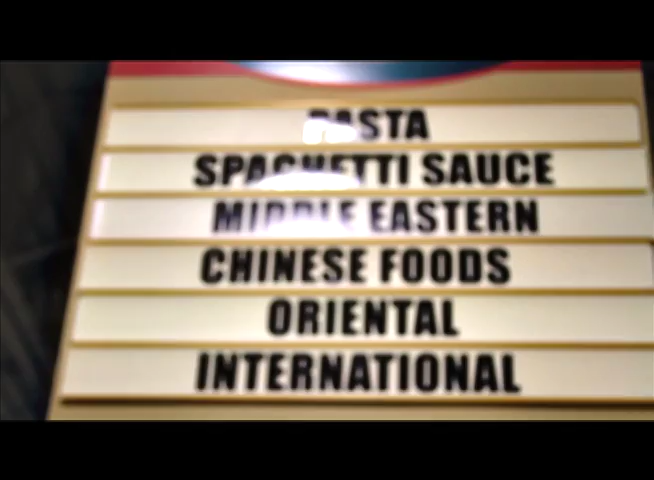 PASTA
SPAGHETTI SAUCE
MIDDLE EASTERN
CHINESE FOODS
ORIENTAL
INTERNATIONAL